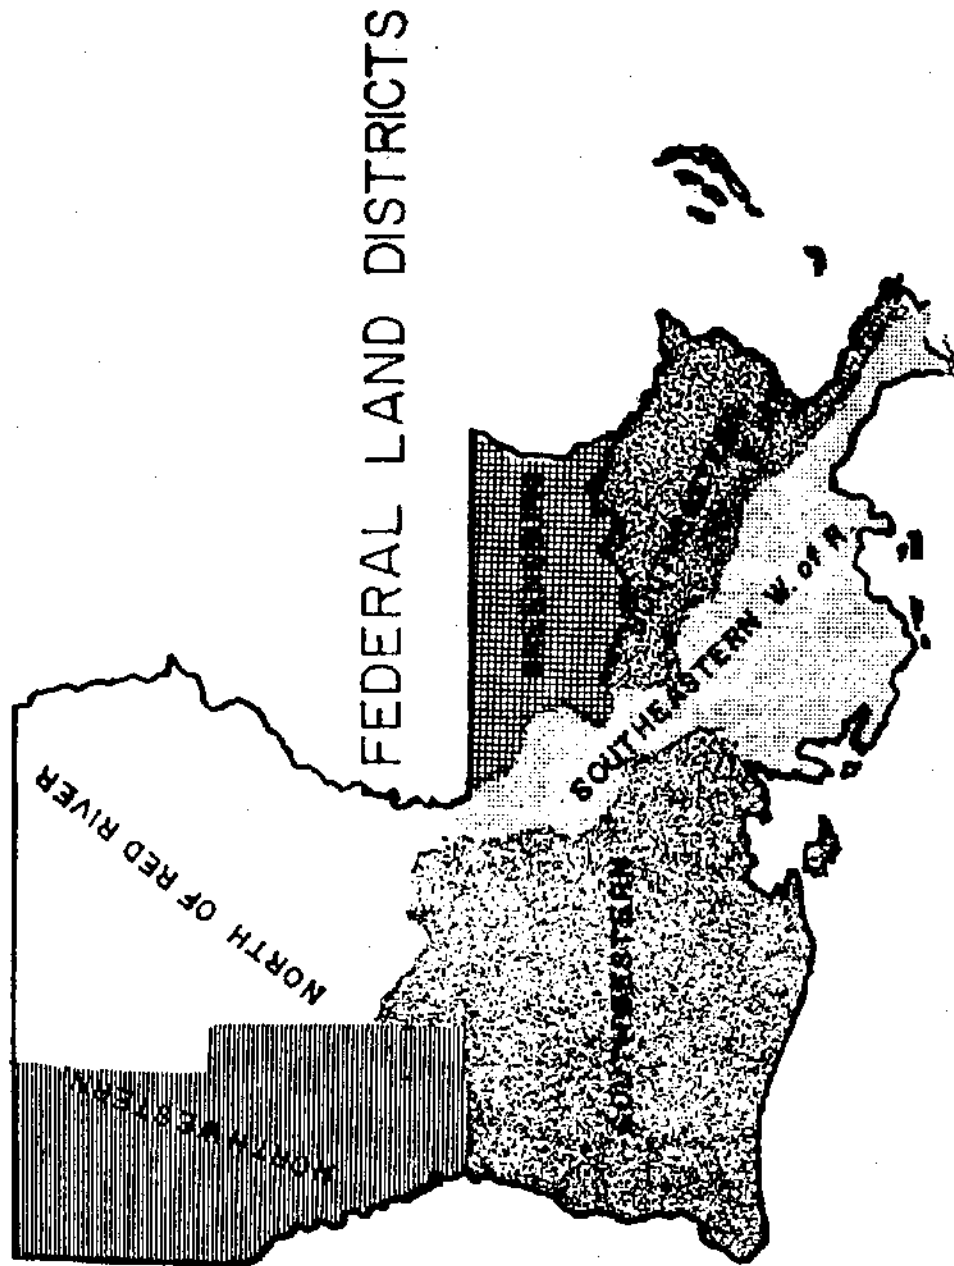 FEDERAL LAND DISTRICTS
NORTH OF RED RIVER
NORTHWESTERN
SOUTHWESTERN
SOUTHEASTERN W. of R.